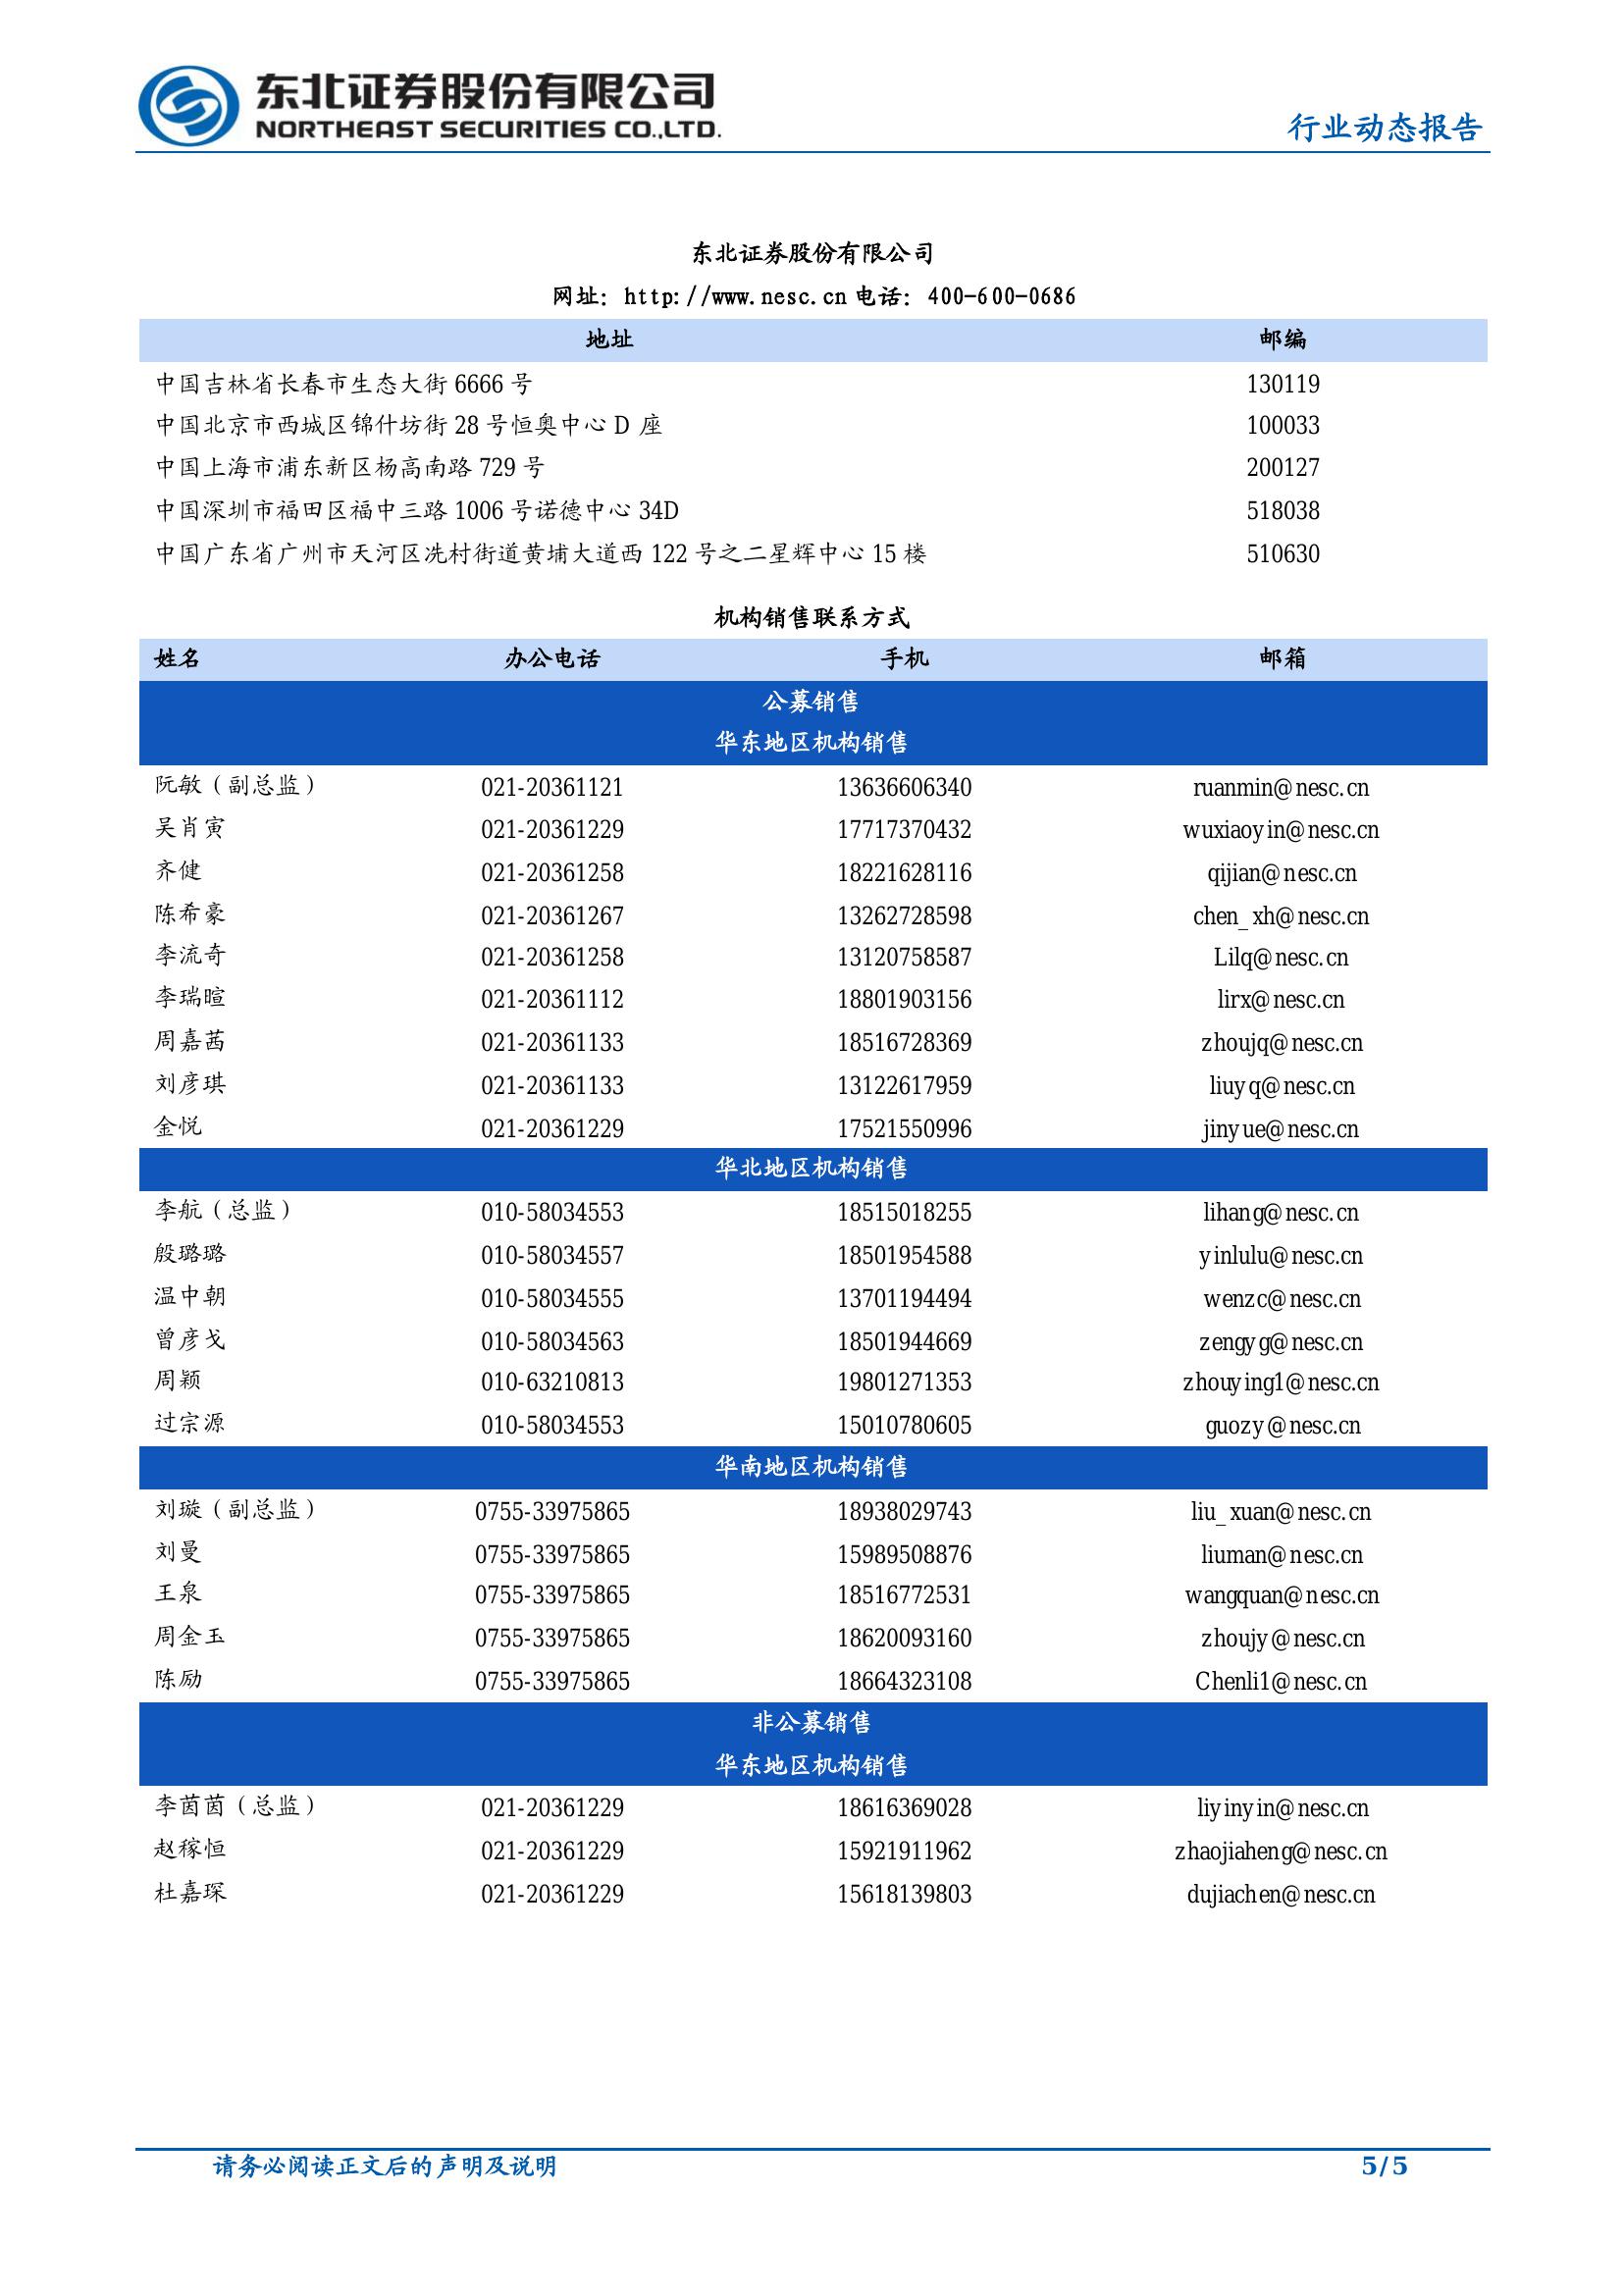 东北证券股份有限公司
NORTHEAST SECURITIES CO.,LTD.
行业动态报告
东北证券股份有限公司
网址：http://www.nesc.cn 电话：400-600-0686
地址 邮编
中国吉林省长春市生态大街 6666 号 130119
中国北京市西城区锦什坊街 28 号恒奥中心 D 座 100033
中国上海市浦东新区杨高南路 729 号 200127
中国深圳市福田区福中三路 1006 号诺德中心 34D 518038
中国广东省广州市天河区冼村街道黄埔大道西 122 号之二星辉中心 15 楼 510630
机构销售联系方式
姓名 办公电话 手机 邮箱
公募销售
华东地区机构销售
阮敏（副总监） 021-20361121 13636606340 ruanmin@nesc.cn
吴肖寅 021-20361229 17717370432 wuxiaoyin@nesc.cn
齐健 021-20361258 18221628116 qijian@nesc.cn
陈希豪 021-20361267 13262728598 chen_xh@nesc.cn
李流奇 021-20361258 13120758587 Lilq@nesc.cn
李瑞暄 021-20361112 18801903156 lirx@nesc.cn
周嘉茜 021-20361133 18516728369 zhoujq@nesc.cn
刘彦琪 021-20361133 13122617959 liuyq@nesc.cn
金悦 021-20361229 17521550996 jinyue@nesc.cn
华北地区机构销售
李航（总监） 010-58034553 18515018255 lihang@nesc.cn
殷璐璐 010-58034557 18501954588 yinlulu@nesc.cn
温中朝 010-58034555 13701194494 wenzc@nesc.cn
曾彦戈 010-58034563 18501944669 zengyg@nesc.cn
周颖 010-63210813 19801271353 zhouying1@nesc.cn
过宗源 010-58034553 15010780605 guozy@nesc.cn
华南地区机构销售
刘璇（副总监） 0755-33975865 18938029743 liu_xuan@nesc.cn
刘曼 0755-33975865 15989508876 liuman@nesc.cn
王泉 0755-33975865 18516772531 wangquan@nesc.cn
周金玉 0755-33975865 18620093160 zhoujy@nesc.cn
陈励 0755-33975865 18664323108 Chenli1@nesc.cn
非公募销售
华东地区机构销售
李茵茵（总监） 021-20361229 18616369028 liyinyin@nesc.cn
赵稼恒 021-20361229 15921911962 zhaojiaheng@nesc.cn
杜嘉琛 021-20361229 15618139803 dujiachen@nesc.cn
请务必阅读正文后的声明及说明 5/5